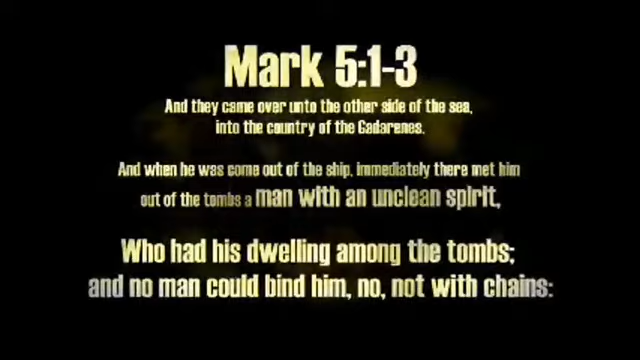 Mark 5:1-3
And they came over unto the other side of the sea,
into the country of the Gadarenes.
And when he was come out of the ship, immediately there met him
out of the tombs a man with an unclean spirit,
Who had his dwelling among the tombs;
and no man could bind him, no, not with chains: